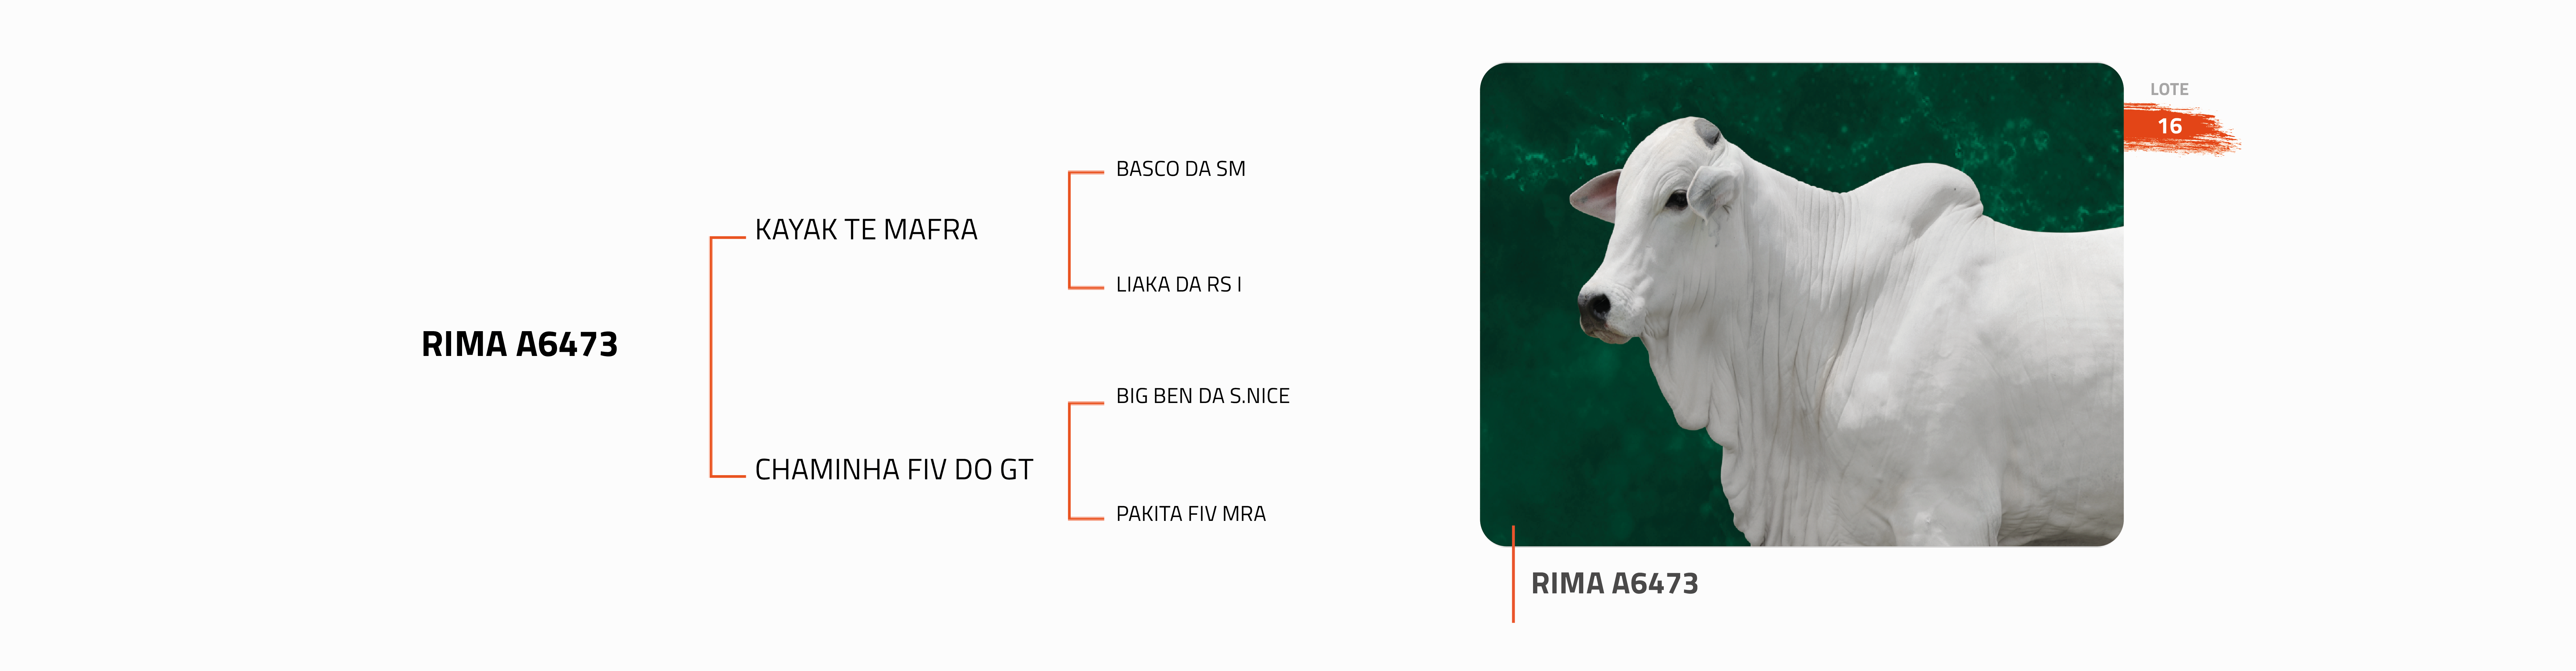 RIMA A6473
KAYAK TE MAFRA
CHAMINHA FIV DO GT
BASCO DA SM
LIAKA DA RS I
BIG BEN DA S.NICE
PAKITA FIV MRA
LOTE
16
RIMA A6473